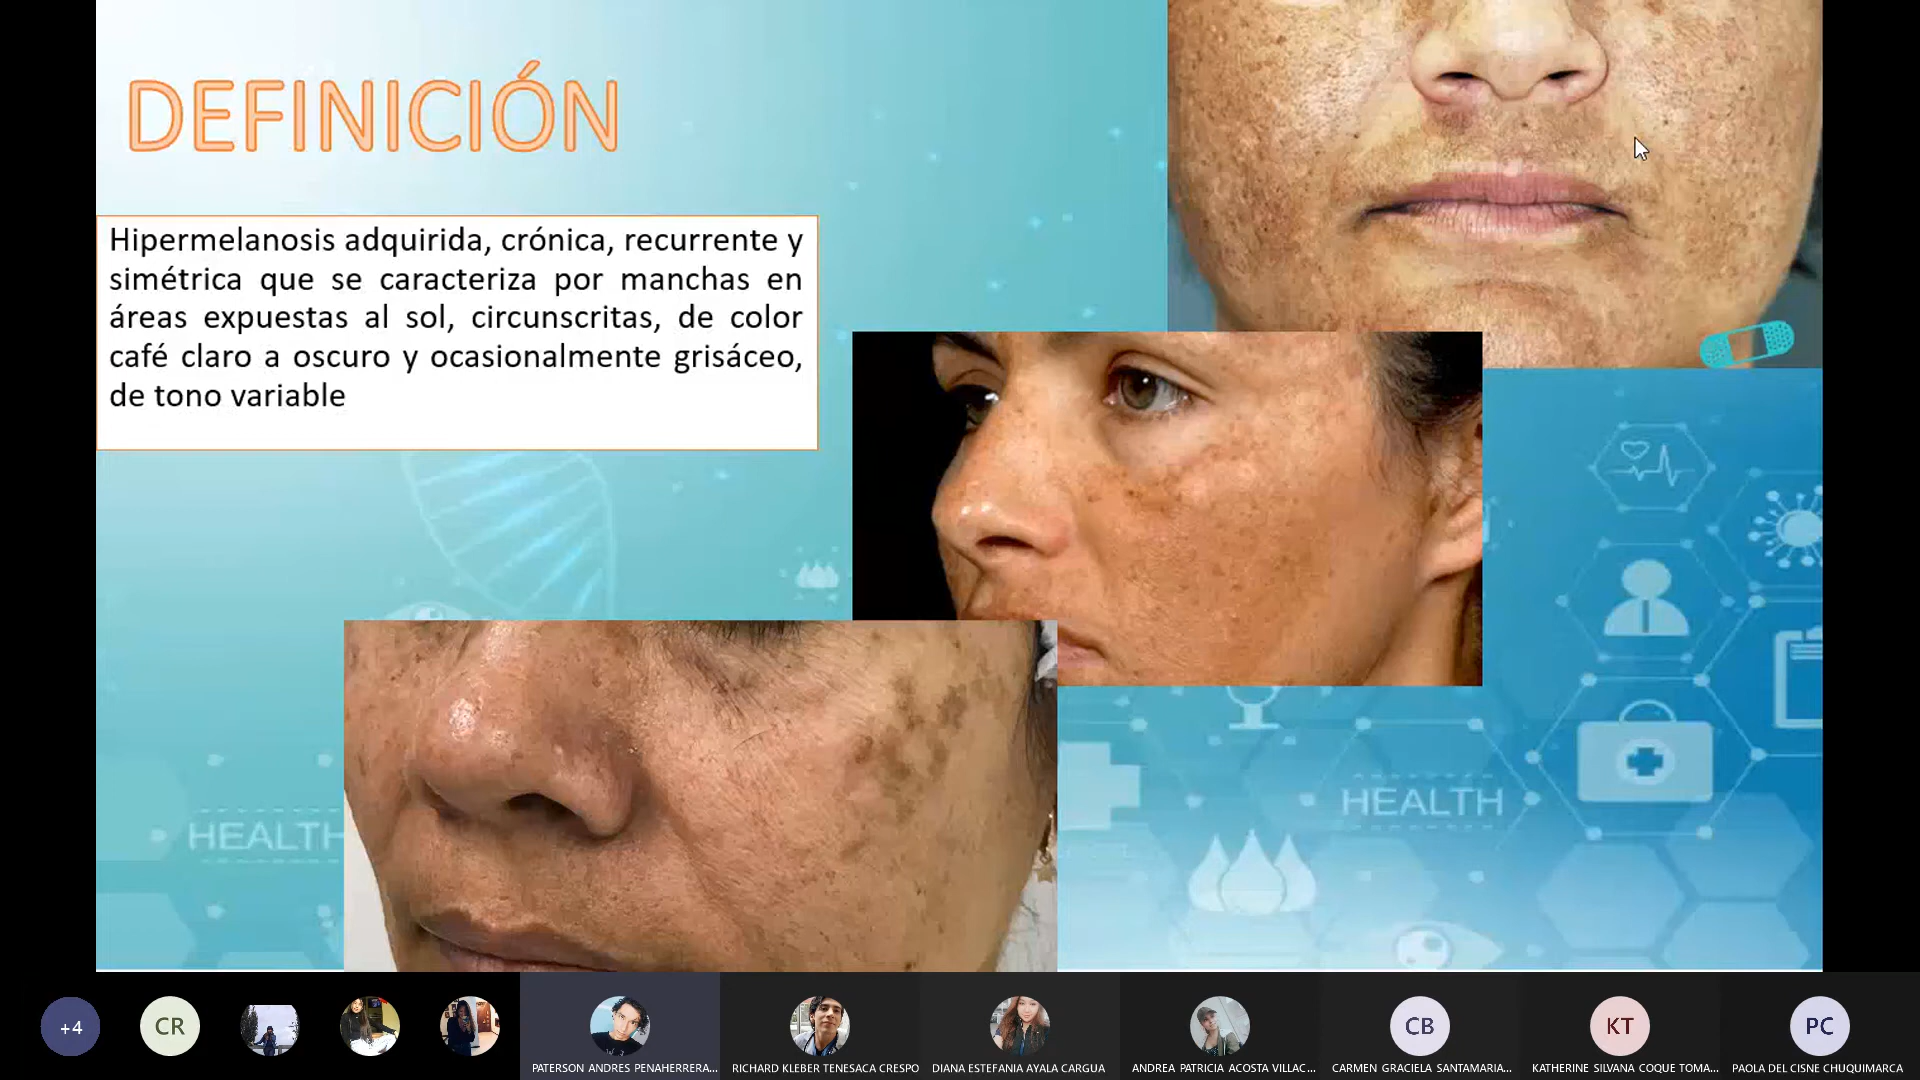 DEFINICIÓN
Hipermelanosis adquirida, crónica, recurrente y
simétrica que se caracteriza por manchas en
áreas expuestas al sol, circunscritas, de color
café claro a oscuro y ocasionalmente grisáceo,
de tono variable
HEALTH
HEALTH
+4
CR
CB
KT
PC
PATERSON ANDRES PENAHERRERA...
RICHARD KLEBER TENESACA CRESPO
DIANA ESTEFANIA AYALA CARGUA
ANDREA PATRICIA ACOSTA VILLAC...
CARMEN GRACIELA SANTAMARIA...
KATHERINE SILVANA COQUE TOMA...
PAOLA DEL CISNE CHUQUIMARCA